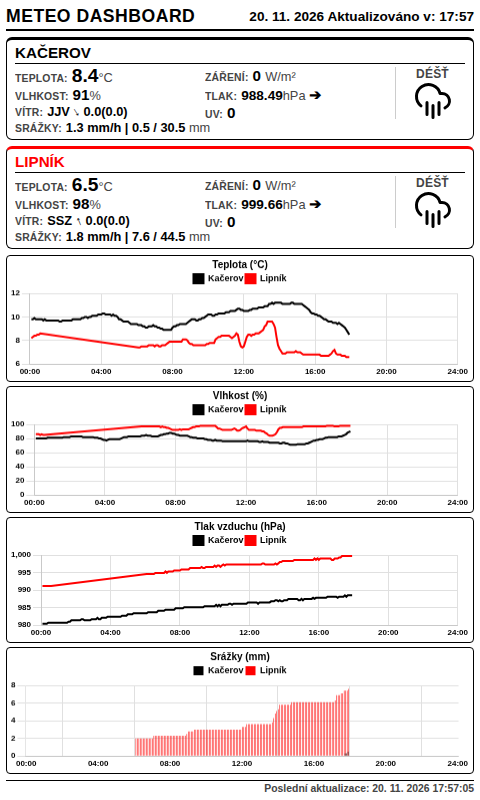 METEO DASHBOARD 20. 11. 2026 Aktualizováno v: 17:57
KAČEROV
TEPLOTA: 8.4°C
VLHKOST: 91%
VÍTR: JJV ↓ 0.0(0.0)
SRÁŽKY: 1.3 mm/h | 0.5 / 30.5 mm
ZÁŘENÍ: 0 W/m²
TLAK: 988.49hPa ➔
UV: 0
DÉŠŤ
LIPNÍK
TEPLOTA: 6.5°C
VLHKOST: 98%
VÍTR: SSZ ↑ 0.0(0.0)
SRÁŽKY: 1.8 mm/h | 7.6 / 44.5 mm
ZÁŘENÍ: 0 W/m²
TLAK: 999.66hPa ➔
UV: 0
DÉŠŤ
Teplota (°C)
Kačerov Lipník
12
10
8
6
00:00 04:00 08:00 12:00 16:00 20:00 24:00
Vlhkost (%)
Kačerov Lipník
100
80
60
40
20
0
00:00 04:00 08:00 12:00 16:00 20:00 24:00
Tlak vzduchu (hPa)
Kačerov Lipník
1,000
995
990
985
980
00:00 04:00 08:00 12:00 16:00 20:00 24:00
Srážky (mm)
Kačerov Lipník
8
6
4
2
0
00:00 04:00 08:00 12:00 16:00 20:00 24:00
Poslední aktualizace: 20. 11. 2026 17:57:05